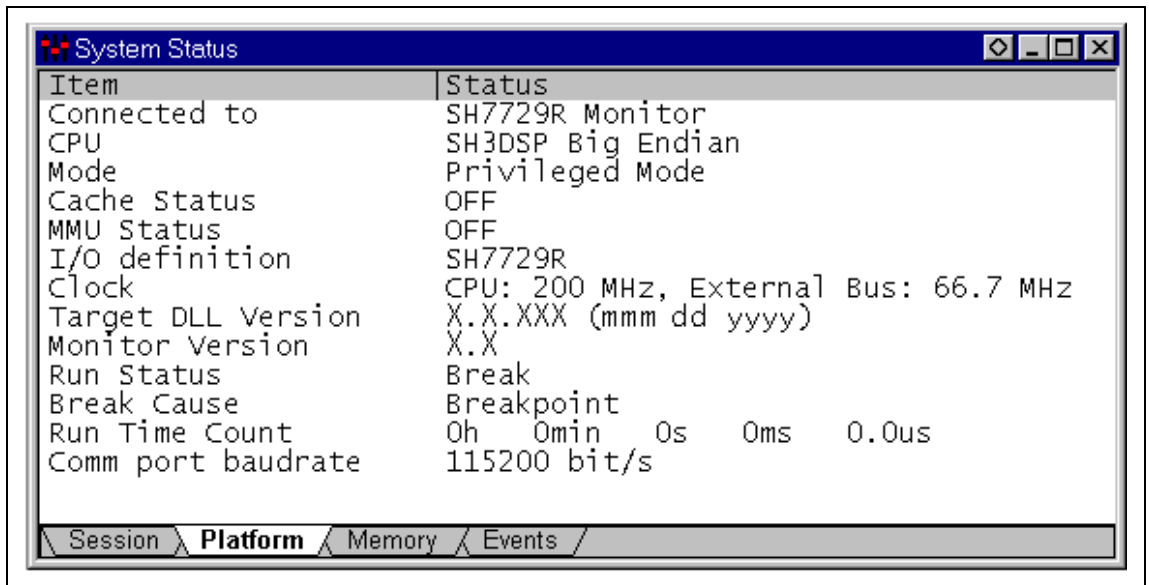 System Status
Item Status
Connected to SH7729R Monitor
CPU SH3DSP Big Endian
Mode Privileged Mode
Cache Status OFF
MMU Status OFF
I/O definition SH7729R
Clock CPU: 200 MHz, External Bus: 66.7 MHz
Target DLL Version X.X.XXX (mmm dd yyyy)
Monitor Version X.X
Run Status Break
Break Cause Breakpoint
Run Time Count 0h 0min 0s 0ms 0.0us
Comm port baudrate 115200 bit/s
Session Platform Memory Events